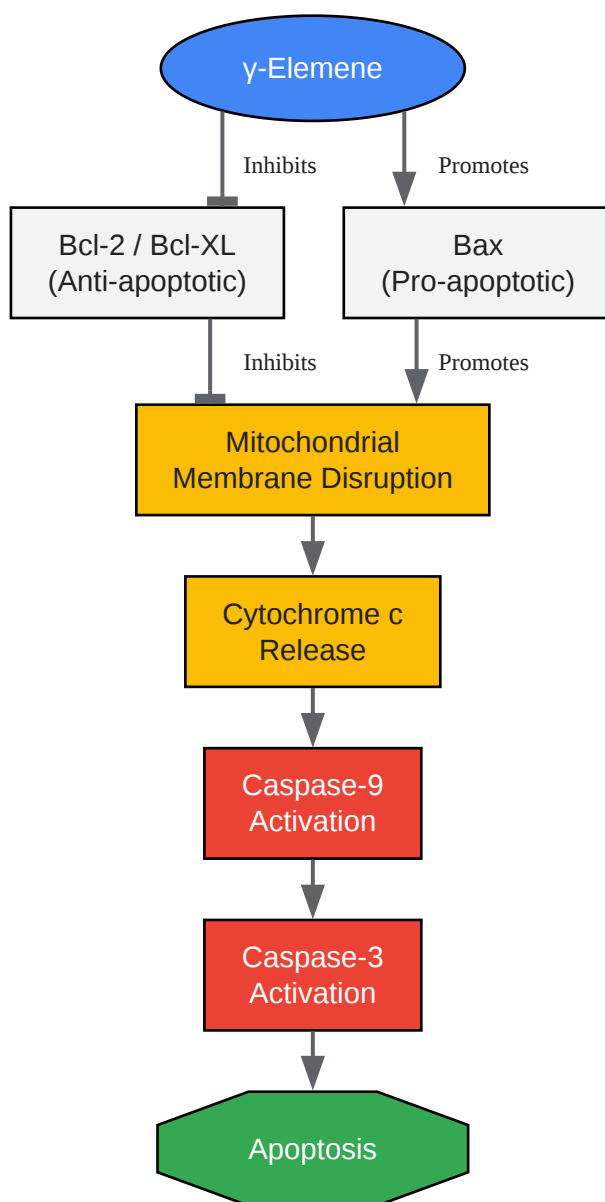 γ-Elemene
Inhibits
Promotes
Bcl-2 / Bcl-XL
(Anti-apoptotic)
Bax
(Pro-apoptotic)
Inhibits
Promotes
Mitochondrial
Membrane Disruption
Cytochrome c
Release
Caspase-9
Activation
Caspase-3
Activation
Apoptosis